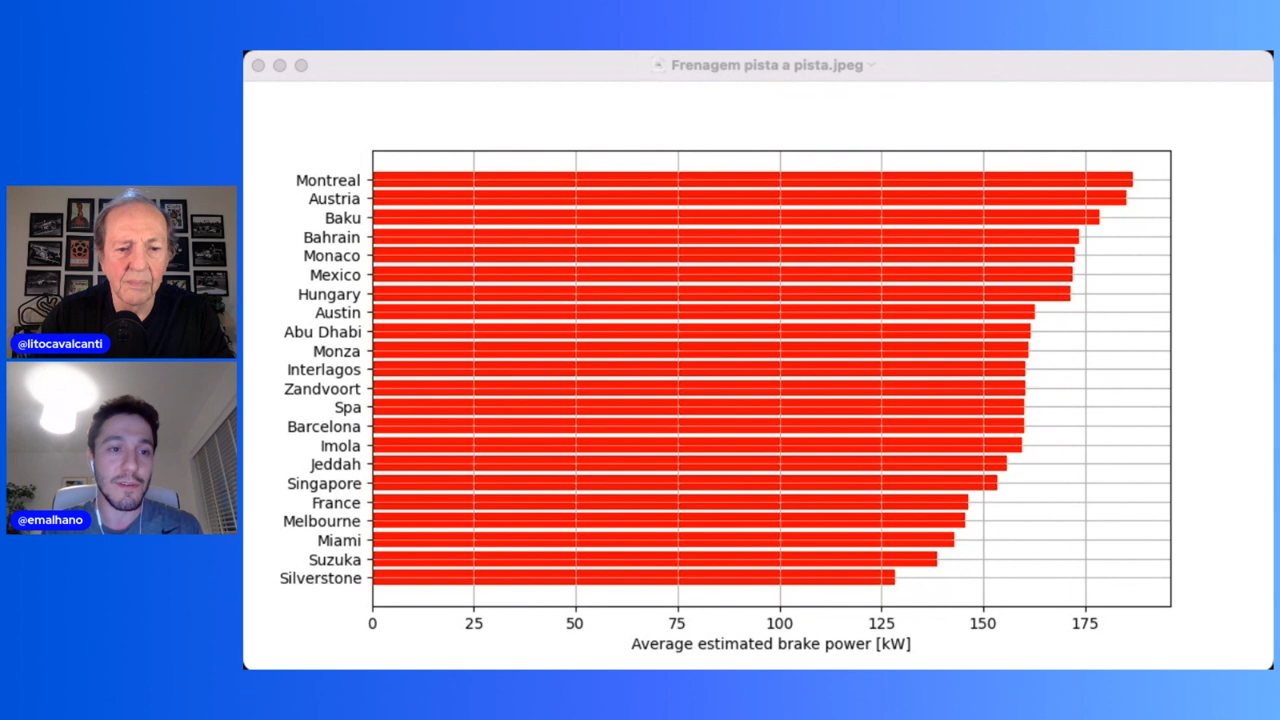 Frenagem pista a pista.jpeg
Montreal
Austria
Baku
Bahrain
Monaco
Mexico
Hungary
Austin
Abu Dhabi
Monza
Interlagos
Zandvoort
Spa
Barcelona
Imola
Jeddah
Singapore
France
Melbourne
Miami
Suzuka
Silverstone
0 25 50 75 100 125 150 175
Average estimated brake power [kW]
@litocavalcanti
@emalhano